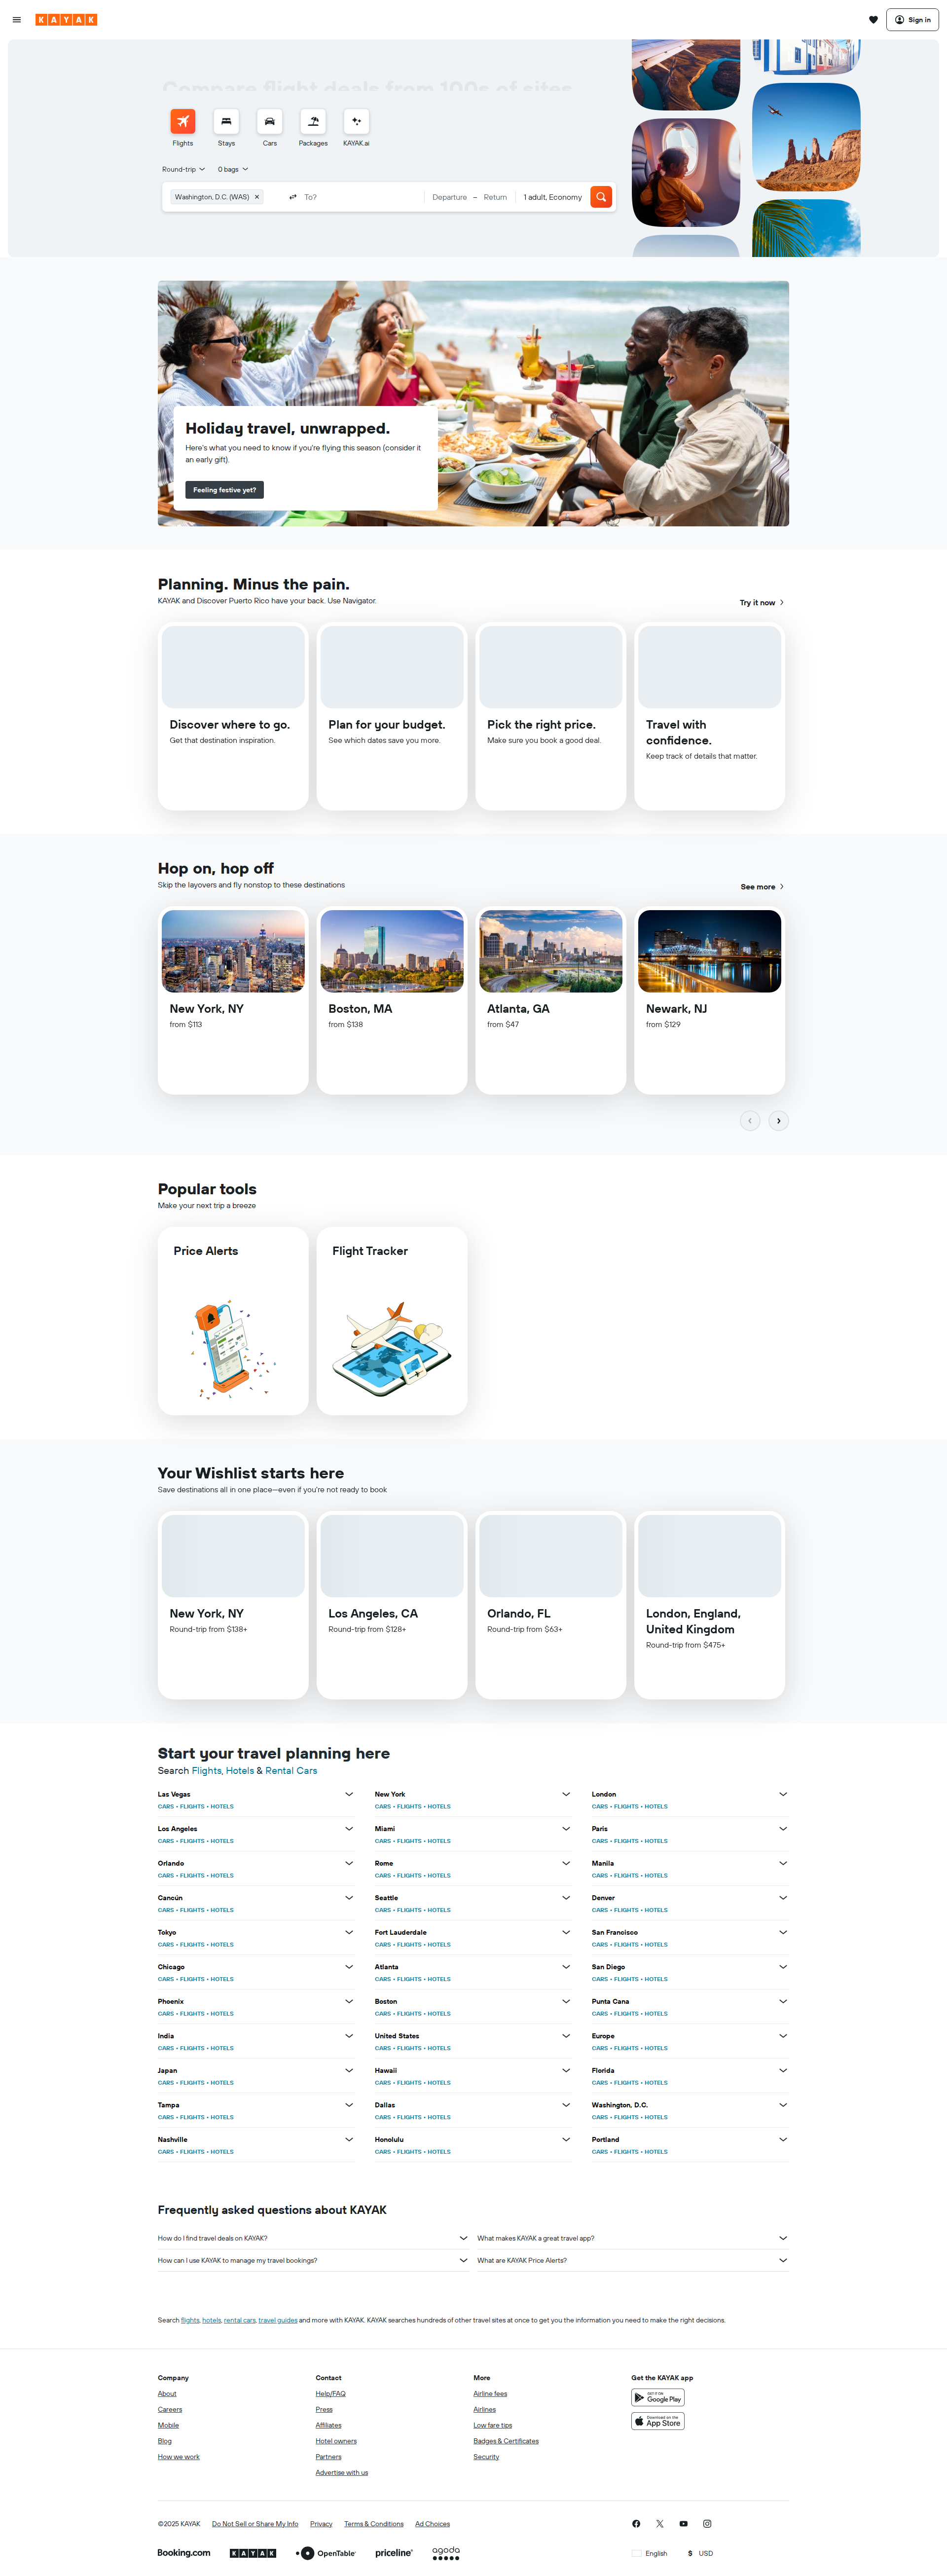 KAYAK
Sign in
Compare flight deals from 100s of sites
Flights
Stays
Cars
Packages
KAYAK.ai
Round-trip
0 bags
Washington, D.C. (WAS) ×
To?
Departure – Return
1 adult, Economy
Holiday travel, unwrapped.
Here's what you need to know if you're flying this season (consider it
an early gift).
Feeling festive yet?
Planning. Minus the pain.
KAYAK and Discover Puerto Rico have your back. Use Navigator.
Try it now
Discover where to go.
Get that destination inspiration.
Plan for your budget.
See which dates save you more.
Pick the right price.
Make sure you book a good deal.
Travel with
confidence.
Keep track of details that matter.
Hop on, hop off
Skip the layovers and fly nonstop to these destinations
See more
New York, NY
from $113
Boston, MA
from $138
Atlanta, GA
from $47
Newark, NJ
from $129
Popular tools
Make your next trip a breeze
Price Alerts
Flight Tracker
Your Wishlist starts here
Save destinations all in one place—even if you're not ready to book
New York, NY
Round-trip from $138+
Los Angeles, CA
Round-trip from $128+
Orlando, FL
Round-trip from $63+
London, England,
United Kingdom
Round-trip from $475+
Start your travel planning here
Search Flights, Hotels & Rental Cars
Las Vegas
CARS • FLIGHTS • HOTELS
New York
CARS • FLIGHTS • HOTELS
London
CARS • FLIGHTS • HOTELS
Los Angeles
CARS • FLIGHTS • HOTELS
Miami
CARS • FLIGHTS • HOTELS
Paris
CARS • FLIGHTS • HOTELS
Orlando
CARS • FLIGHTS • HOTELS
Rome
CARS • FLIGHTS • HOTELS
Manila
CARS • FLIGHTS • HOTELS
Cancún
CARS • FLIGHTS • HOTELS
Seattle
CARS • FLIGHTS • HOTELS
Denver
CARS • FLIGHTS • HOTELS
Tokyo
CARS • FLIGHTS • HOTELS
Fort Lauderdale
CARS • FLIGHTS • HOTELS
San Francisco
CARS • FLIGHTS • HOTELS
Chicago
CARS • FLIGHTS • HOTELS
Atlanta
CARS • FLIGHTS • HOTELS
San Diego
CARS • FLIGHTS • HOTELS
Phoenix
CARS • FLIGHTS • HOTELS
Boston
CARS • FLIGHTS • HOTELS
Punta Cana
CARS • FLIGHTS • HOTELS
India
CARS • FLIGHTS • HOTELS
United States
CARS • FLIGHTS • HOTELS
Europe
CARS • FLIGHTS • HOTELS
Japan
CARS • FLIGHTS • HOTELS
Hawaii
CARS • FLIGHTS • HOTELS
Florida
CARS • FLIGHTS • HOTELS
Tampa
CARS • FLIGHTS • HOTELS
Dallas
CARS • FLIGHTS • HOTELS
Washington, D.C.
CARS • FLIGHTS • HOTELS
Nashville
CARS • FLIGHTS • HOTELS
Honolulu
CARS • FLIGHTS • HOTELS
Portland
CARS • FLIGHTS • HOTELS
Frequently asked questions about KAYAK
How do I find travel deals on KAYAK?
What makes KAYAK a great travel app?
How can I use KAYAK to manage my travel bookings?
What are KAYAK Price Alerts?
Search flights, hotels, rental cars, travel guides and more with KAYAK. KAYAK searches hundreds of other travel sites at once to get you the information you need to make the right decisions.
Company
About
Careers
Mobile
Blog
How we work
Contact
Help/FAQ
Press
Affiliates
Hotel owners
Partners
Advertise with us
More
Airline fees
Airlines
Low fare tips
Badges & Certificates
Security
Get the KAYAK app
GET IT ON
Google Play
Download on the
App Store
©2025 KAYAK
Do Not Sell or Share My Info
Privacy
Terms & Conditions
Ad Choices
Booking.com
KAYAK
OpenTable
priceline
agoda
English
$ USD